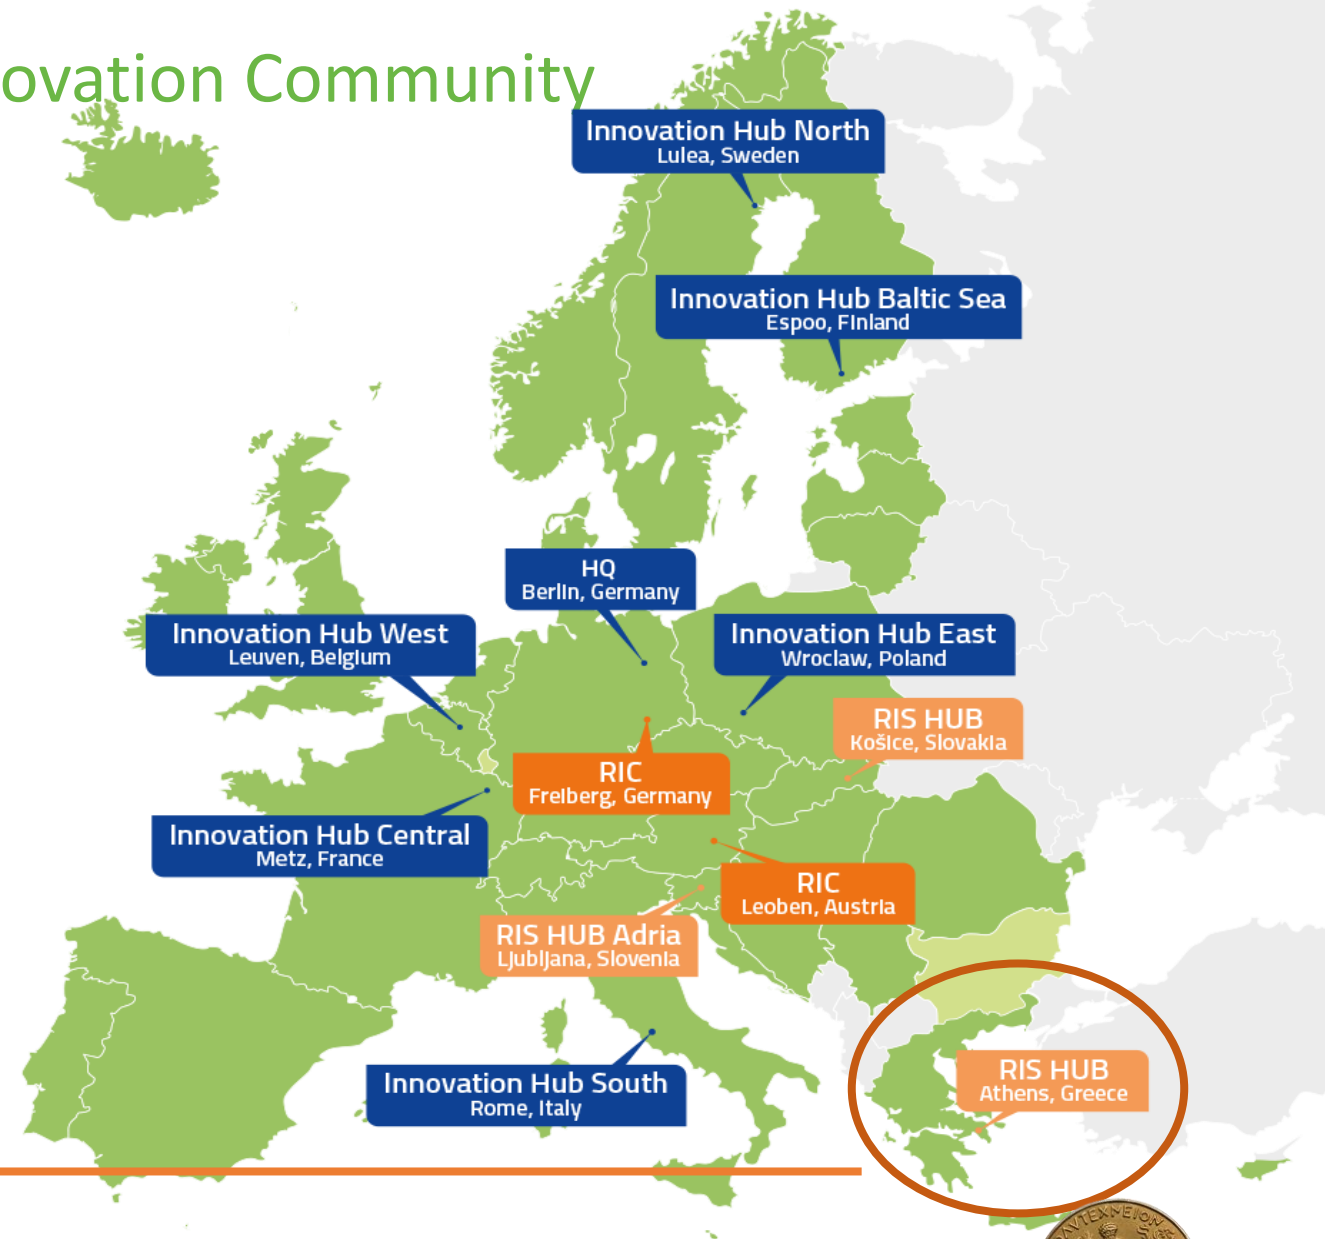 ovation Community
Innovation Hub North
Lulea, Sweden
Innovation Hub Baltic Sea
Espoo, Finland
HQ
Berlin, Germany
Innovation Hub West
Leuven, Belgium
Innovation Hub East
Wroclaw, Poland
RIS HUB
Košice, Slovakia
RIC
Freiberg, Germany
Innovation Hub Central
Metz, France
RIC
Leoben, Austria
RIS HUB Adria
Ljubljana, Slovenia
RIS HUB
Athens, Greece
Innovation Hub South
Rome, Italy